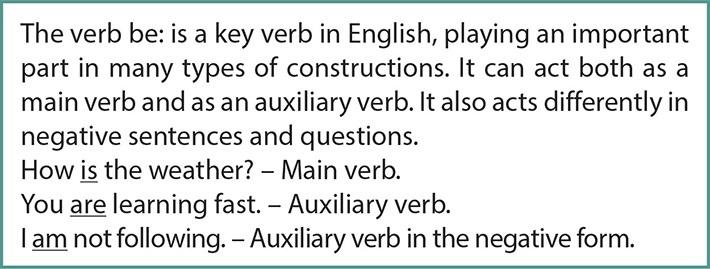 The verb be: is a key verb in English, playing an important
part in many types of constructions. It can act both as a
main verb and as an auxiliary verb. It also acts differently in
negative sentences and questions.
How is the weather? – Main verb.
You are learning fast. – Auxiliary verb.
I am not following. – Auxiliary verb in the negative form.